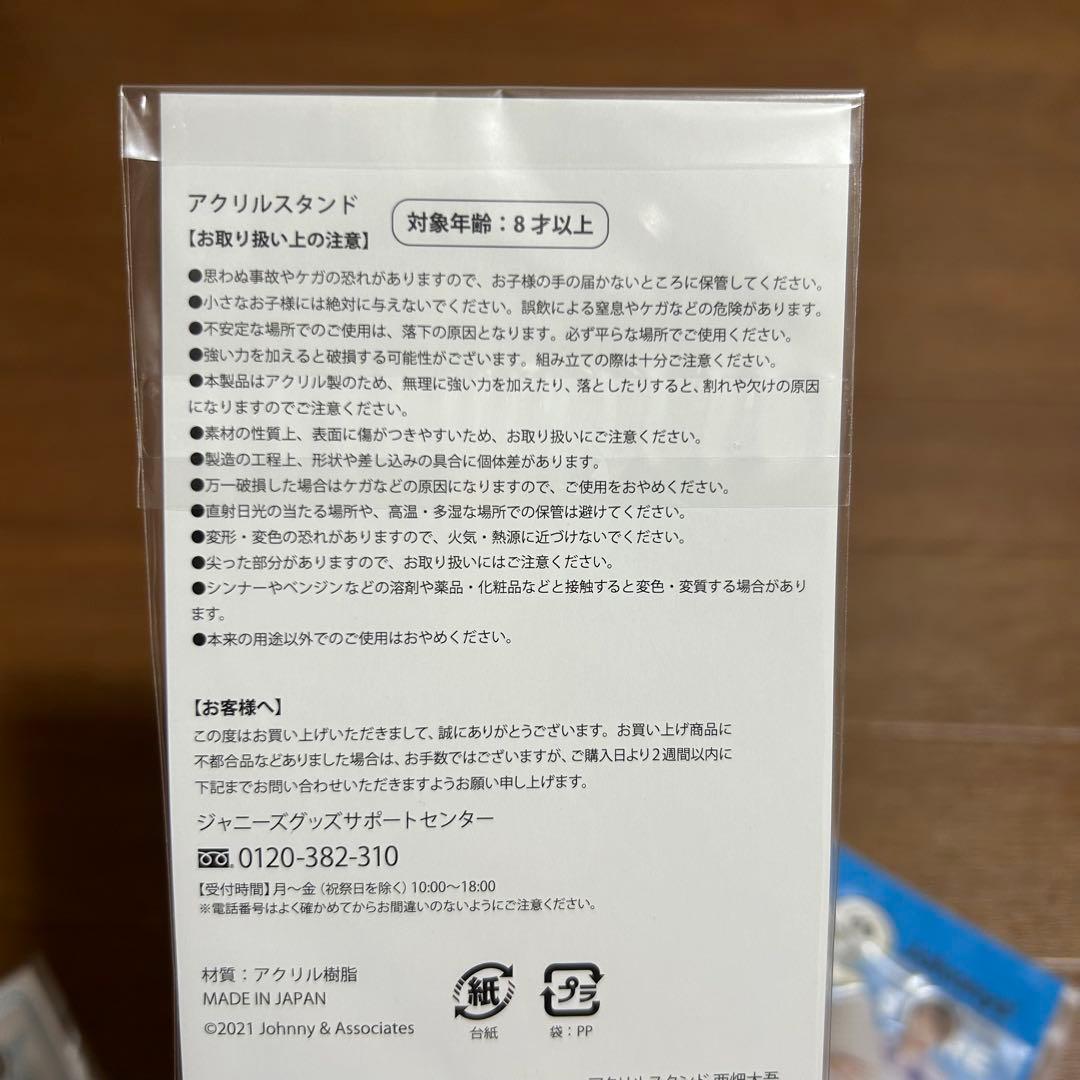 アクリルスタンド
対象年齢：8才以上
【お取り扱い上の注意】
●思わぬ事故やケガの恐れがありますので、お子様の手の届かないところに保管してください。
●小さなお子様には絶対に与えないでください。誤飲による窒息やケガなどの危険があります。
●不安定な場所でのご使用は、落下の原因となります。必ず平らな場所でご使用ください。
●強い力を加えると破損する可能性がございます。組み立ての際は十分ご注意ください。
●本製品はアクリル製のため、無理に強い力を加えたり、落としたりすると、割れや欠けの原因
になりますのでご注意ください。
●素材の性質上、表面に傷がつきやすいため、お取り扱いにご注意ください。
●製造の工程上、形状や差し込みの具合に個体差があります。
●万一破損した場合はケガなどの原因になりますので、ご使用をおやめください。
●直射日光の当たる場所や、高温・多湿な場所での保管は避けてください。
●変形・変色の恐れがありますので、火気・熱源に近づけないでください。
●尖った部分がありますので、お取り扱いにはご注意ください。
●シンナーやベンジンなどの溶剤や薬品・化粧品などと接触すると変色・変質する場合があり
ます。
●本来の用途以外でのご使用はおやめください。
【お客様へ】
この度はお買い上げいただきまして、誠にありがとうございます。お買い上げ商品に
不都合品などありました場合は、お手数ではございますが、ご購入日より2週間以内に
下記までお問い合わせいただきますようお願い申し上げます。
ジャニーズグッズサポートセンター
0120-382-310
【受付時間】月～金（祝祭日を除く）10:00～18:00
※電話番号はよく確かめてからお間違いのないようにご注意ください。
材質：アクリル樹脂
MADE IN JAPAN
©2021 Johnny & Associates
紙
台紙
プラ
袋：PP
アクリルスタンド 西畑大吾